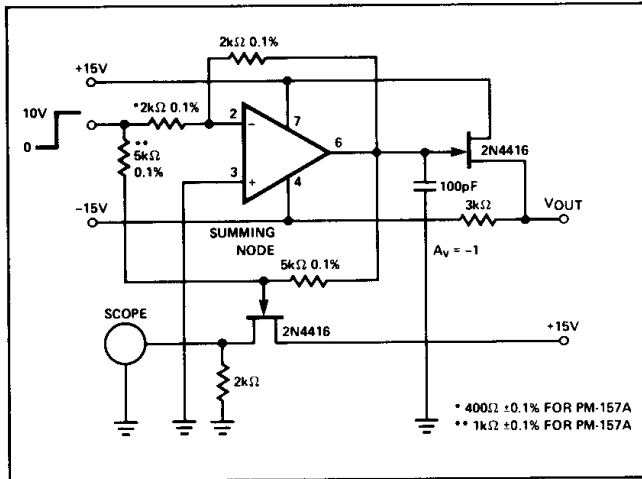 2kΩ 0.1%
+15V
10V
0
*2kΩ 0.1%
2
7
−
6
**
5kΩ
0.1%
3
+
4
2N4416
100pF
−15V
3kΩ
VOUT
SUMMING
NODE
AV = −1
5kΩ 0.1%
SCOPE
2N4416
+15V
2kΩ
* 400Ω ±0.1% FOR PM-157A
** 1kΩ ±0.1% FOR PM-157A